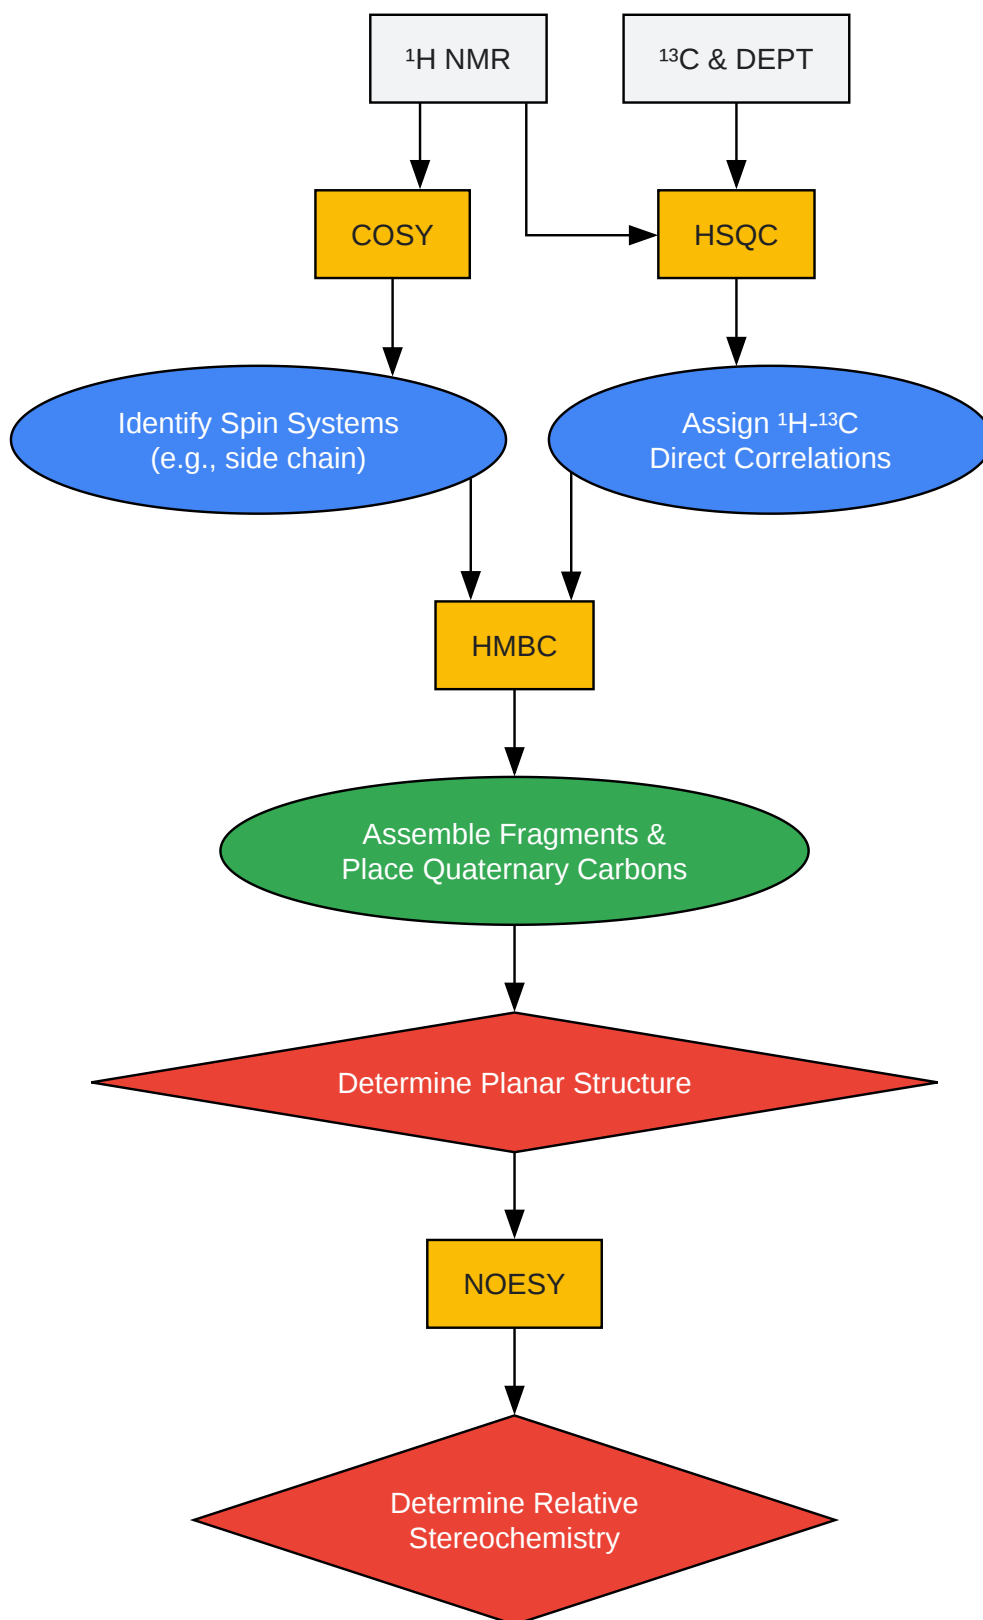 ¹H NMR
¹³C & DEPT
COSY
HSQC
Identify Spin Systems
(e.g., side chain)
Assign ¹H-¹³C
Direct Correlations
HMBC
Assemble Fragments &
Place Quaternary Carbons
Determine Planar Structure
NOESY
Determine Relative
Stereochemistry